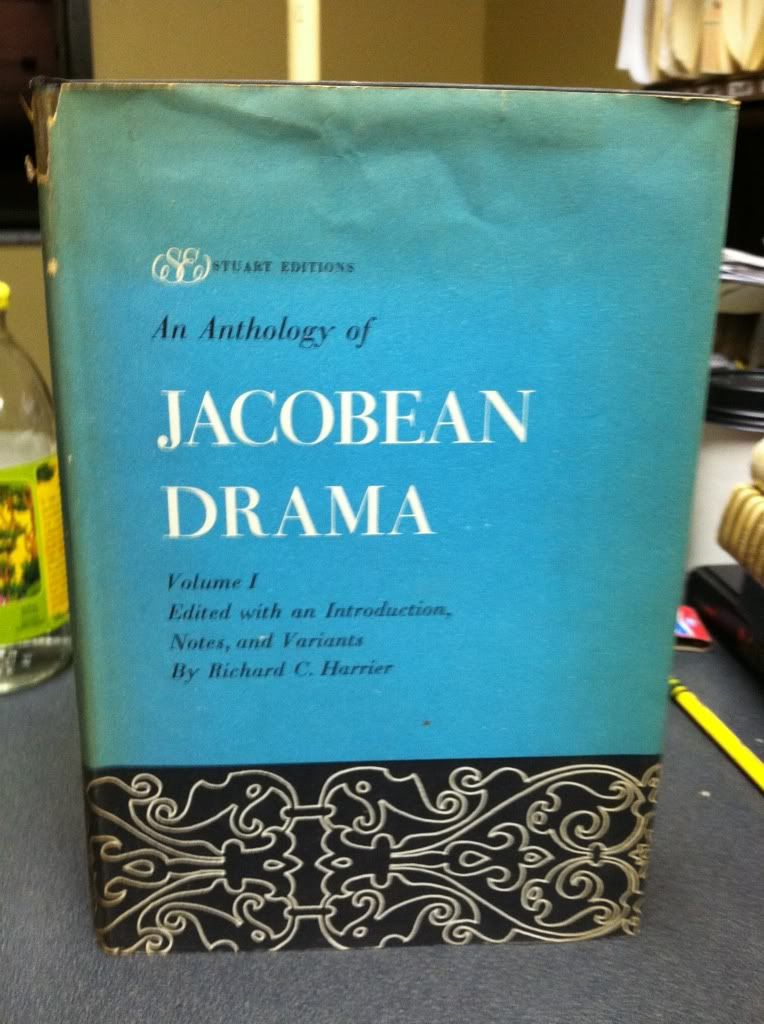 SE STUART EDITIONS
An Anthology of
JACOBEAN
DRAMA
Volume I
Edited with an Introduction,
Notes, and Variants
By Richard C. Harrier